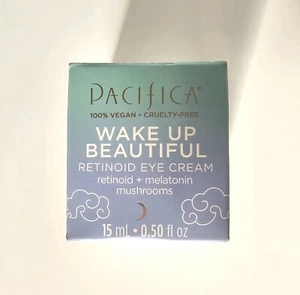 PACIFICA®
100% VEGAN • CRUELTY-FREE
WAKE UP
BEAUTIFUL
RETINOID EYE CREAM
retinoid + melatonin
mushrooms
15 ml • 0.50 fl oz